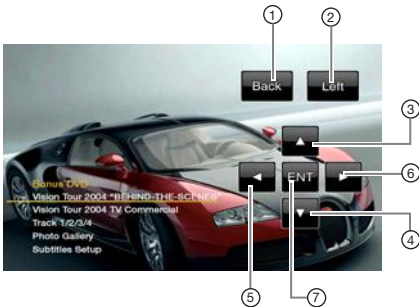 ① ②
Back Left
③
▲
◄ ENT ► ⑥
▼
④
⑤ ⑦
Bonus DVD
Vision Tour 2004 "BEHIND-THE-SCENES"
Vision Tour 2004 TV Commercial
Track 1/2/3/4
Photo Gallery
Subtitles Setup